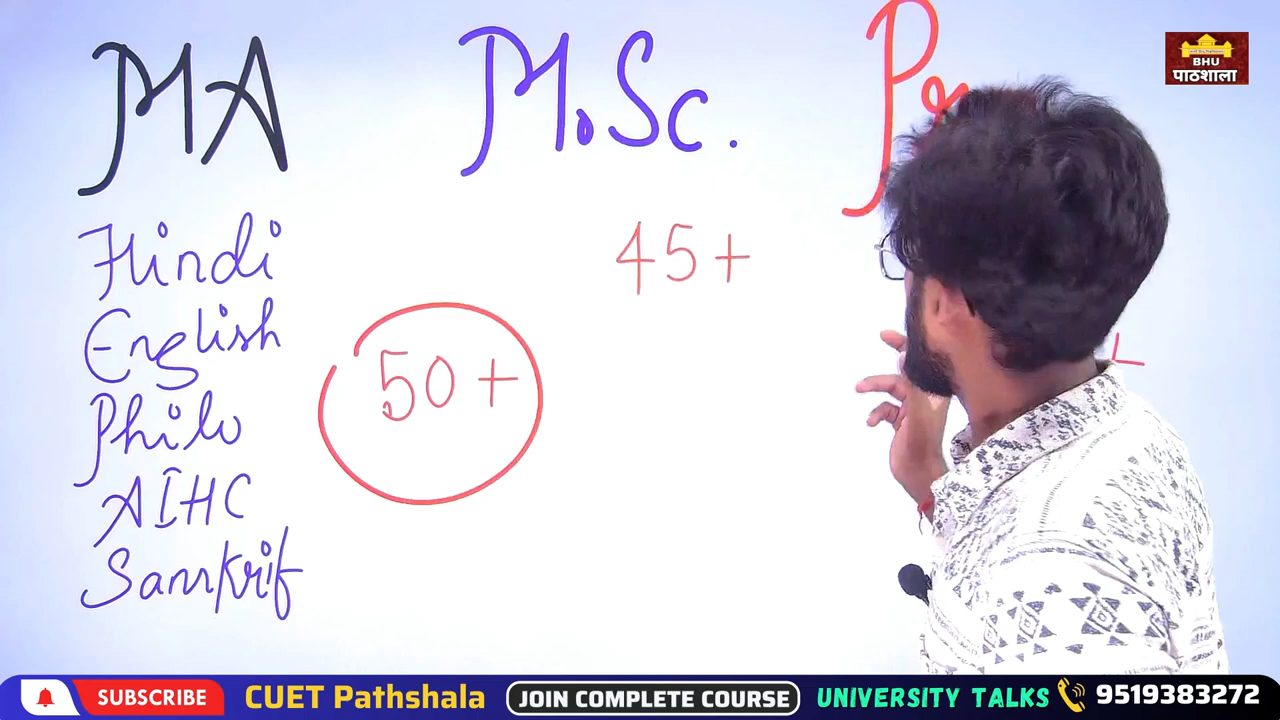 MA
M.Sc.
BHU
पाठशाला
Hindi
45+
English
50+
Philo
AIHC
Sanskrit
SUBSCRIBE
CUET Pathshala
JOIN COMPLETE COURSE
UNIVERSITY TALKS
9519383272